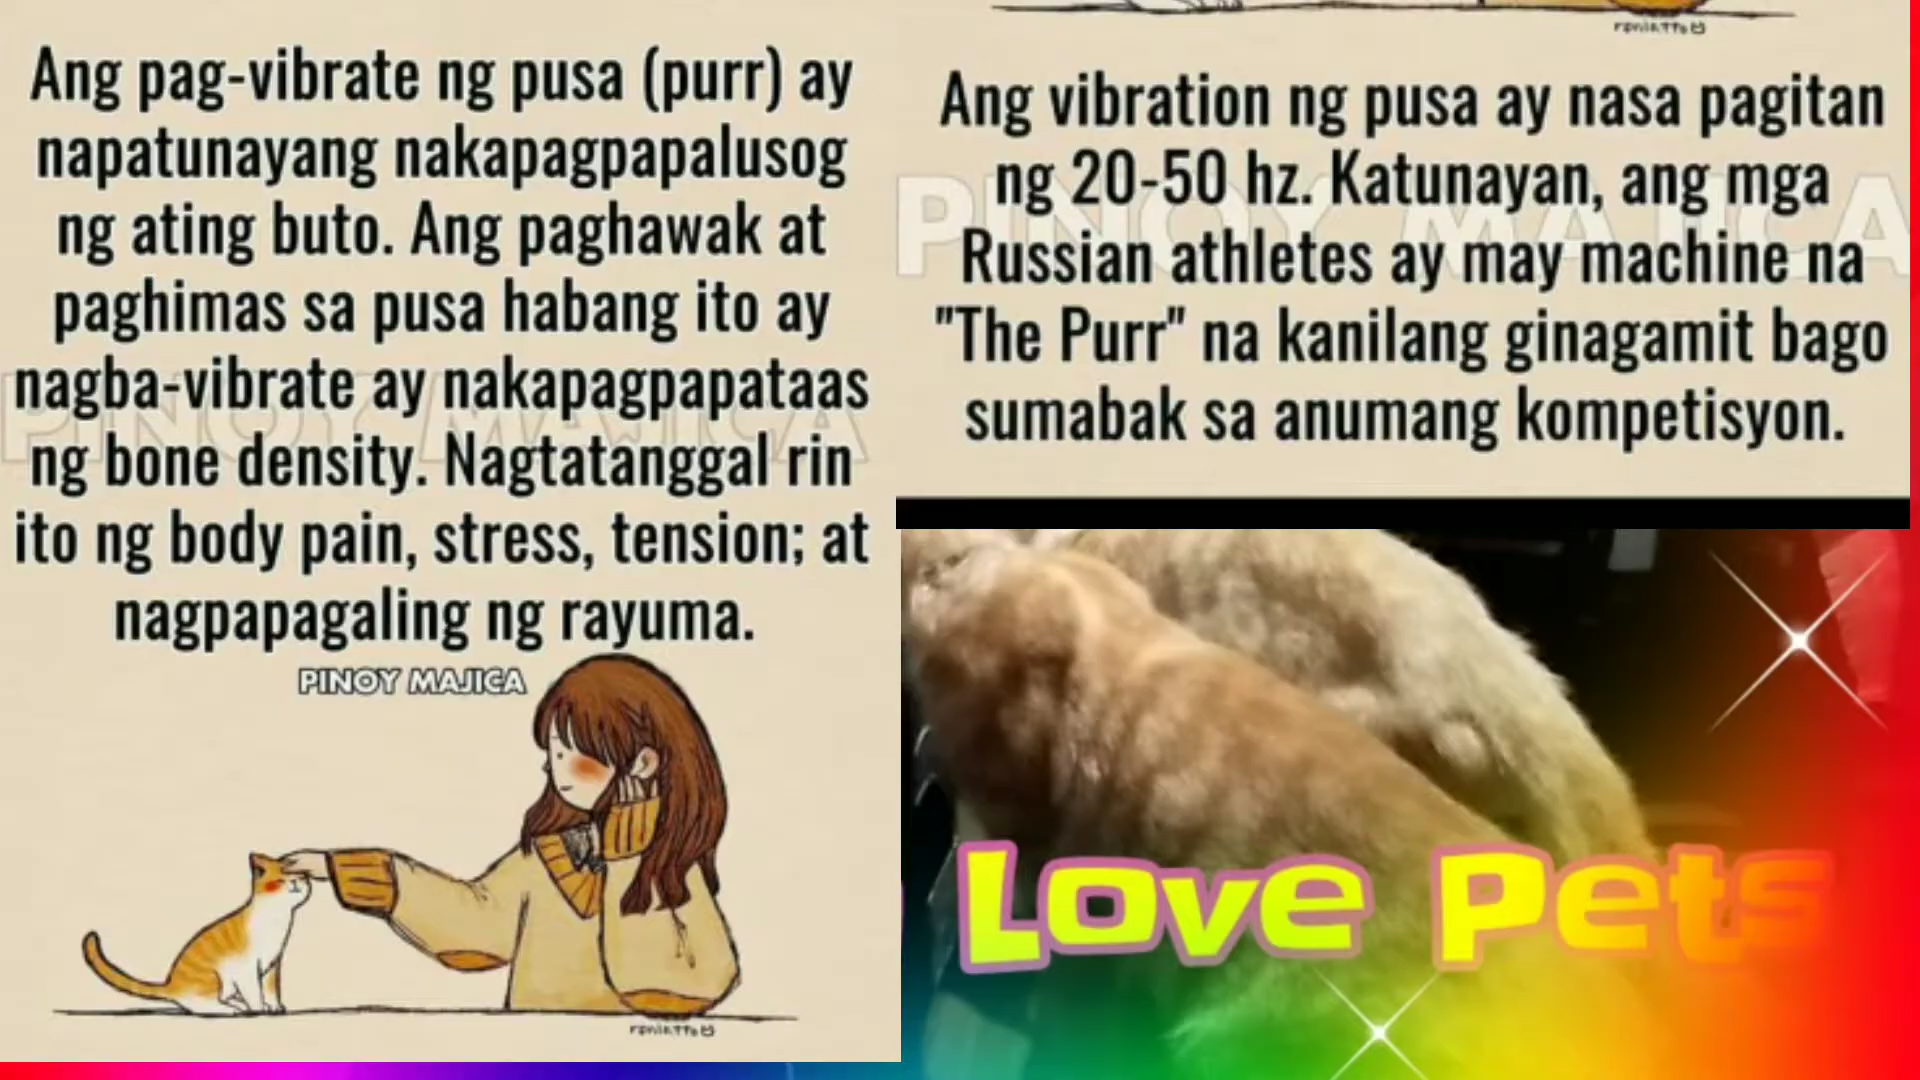 Ang pag-vibrate ng pusa (purr) ay
napatunayang nakapagpapalusog
ng ating buto. Ang paghawak at
paghimas sa pusa habang ito ay
nagba-vibrate ay nakapagpapataas
ng bone density. Nagtatanggal rin
ito ng body pain, stress, tension; at
nagpapagaling ng rayuma.
PINOY MAJICA
PINOY MAJICA
Ang vibration ng pusa ay nasa pagitan
ng 20-50 hz. Katunayan, ang mga
Russian athletes ay may machine na
"The Purr" na kanilang ginagamit bago
sumabak sa anumang kompetisyon.
PINOY MAJICA
Love Pets